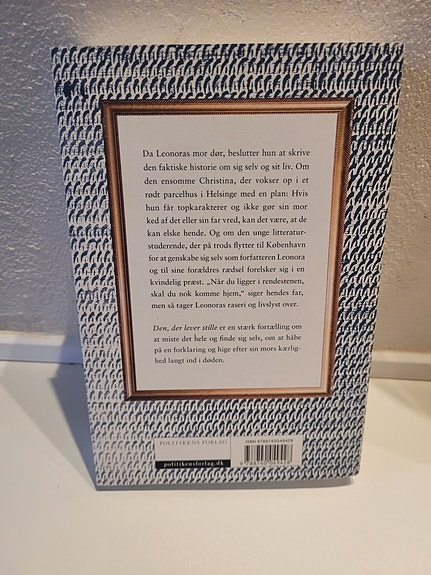 Da Leonoras mor dør, beslutter hun at skrive
den faktiske historie om sig selv og sit liv. Om
den ensomme Christina, der vokser op i et
rødt parcelhus i Helsinge med en plan: Hvis
hun får topkarakterer og ikke gør sin mor
ked af det eller sin far vred, kan det være, at de
kan elske hende. Og om den unge litteratur-
studerende, der på trods flytter til København
for at genskabe sig selv som forfatteren Leonora
og til sine forældres rædsel forelsker sig i en
kvindelig præst. „Når du ligger i rendestenen,
skal du nok komme hjem,“ siger hendes far,
men så tager Leonoras raseri og livslyst over.
Den, der lever stille er en stærk fortælling om
at miste det hele og finde sig selv, om at håbe
på en forklaring og hige efter sin mors kærlig-
hed langt ind i døden.
POLITIKENS FORLAG
politikensforlag.dk
ISBN 9788740049428
9 788740 049428